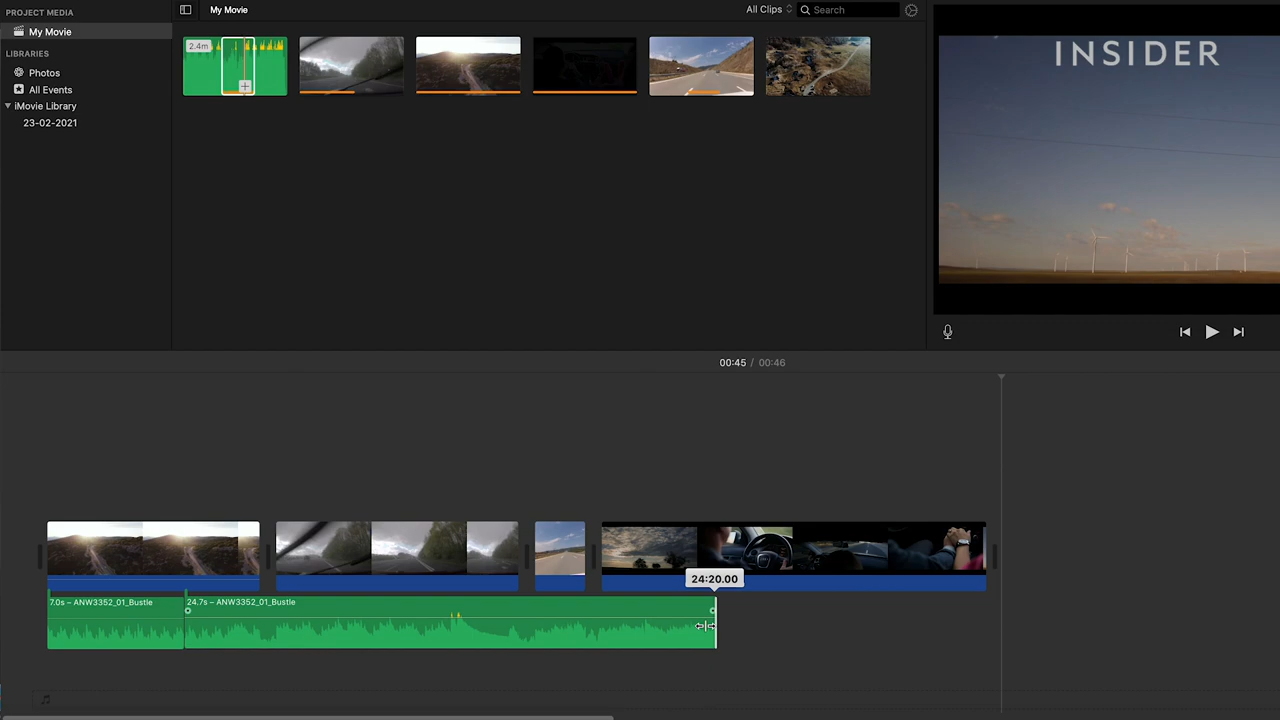 PROJECT MEDIA
My Movie
LIBRARIES
Photos
All Events
iMovie Library
23-02-2021
My Movie
All Clips
Search
2.4m
INSIDER
00:45 / 00:46
24:20.00
7.0s – ANW3352_01_Bustle
24.7s – ANW3352_01_Bustle